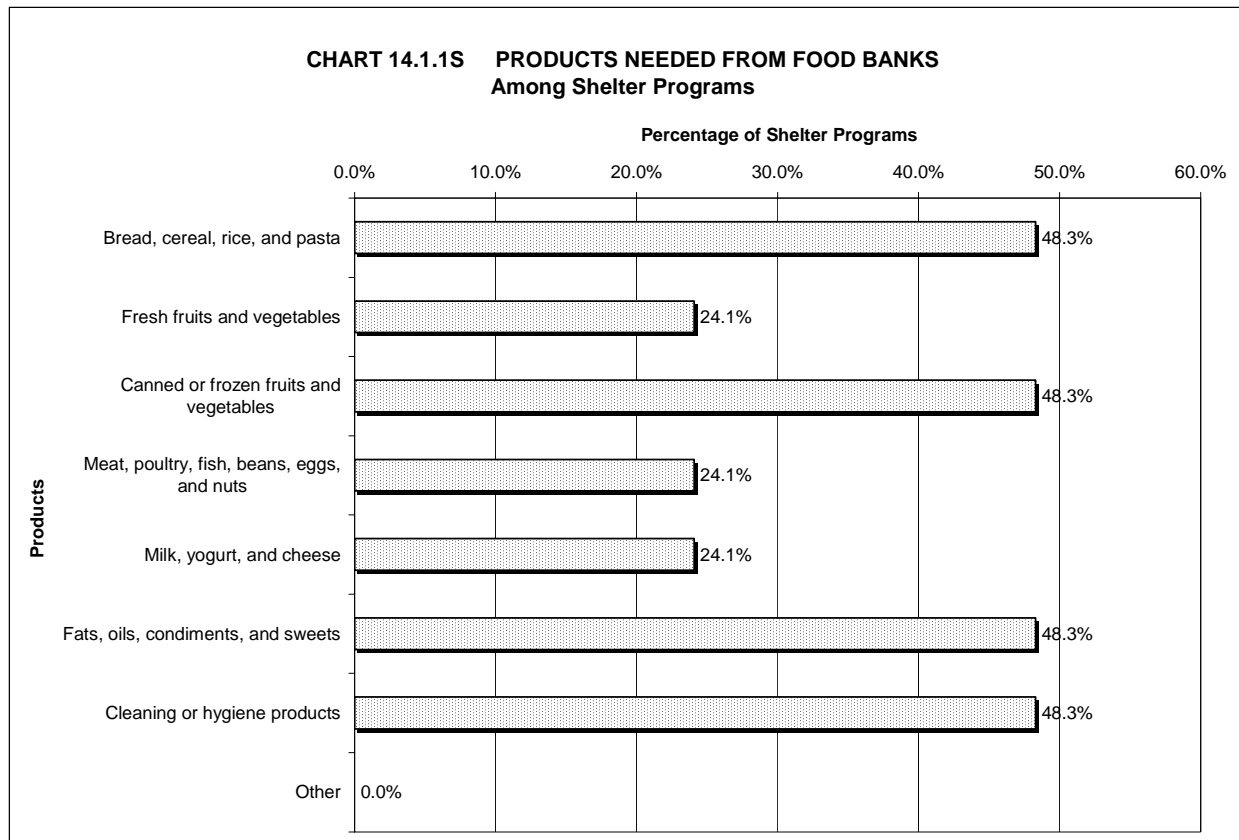 CHART 14.1.1S PRODUCTS NEEDED FROM FOOD BANKS
Among Shelter Programs
Percentage of Shelter Programs
0.0% 10.0% 20.0% 30.0% 40.0% 50.0% 60.0%
Products
Bread, cereal, rice, and pasta 48.3%
Fresh fruits and vegetables 24.1%
Canned or frozen fruits and
vegetables 48.3%
Meat, poultry, fish, beans, eggs,
and nuts 24.1%
Milk, yogurt, and cheese 24.1%
Fats, oils, condiments, and sweets 48.3%
Cleaning or hygiene products 48.3%
Other 0.0%